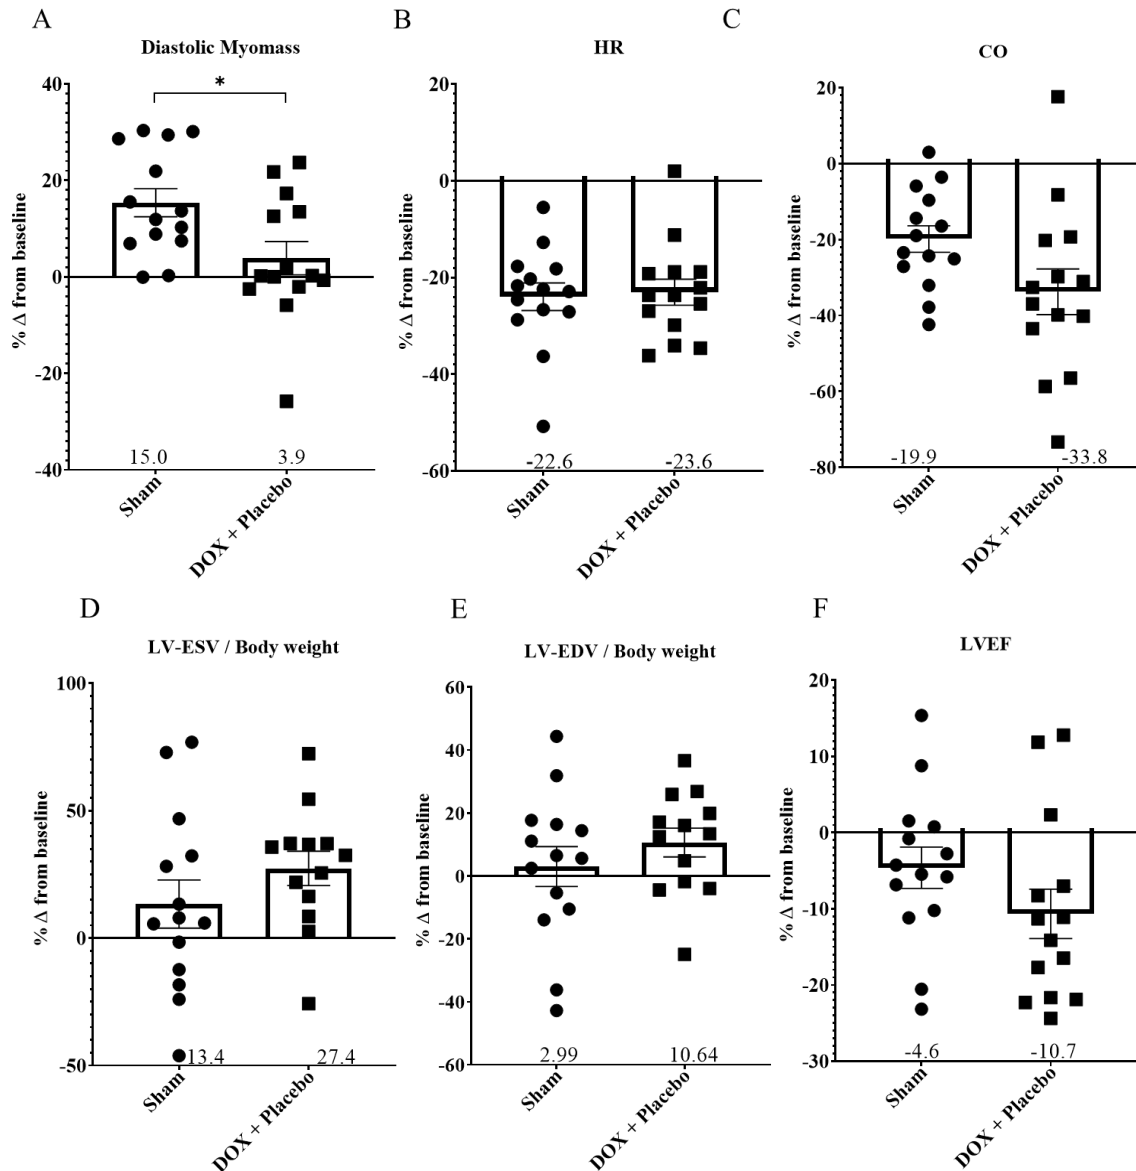 A
Diastolic Myomass
*
% Δ from baseline
40
20
0
-20
-40
15.0
3.9
Sham
DOX + Placebo
B
HR
% Δ from baseline
20
0
-20
-40
-60
-22.6
-23.6
Sham
DOX + Placebo
C
CO
% Δ from baseline
20
0
-20
-40
-60
-80
-19.9
-33.8
Sham
DOX + Placebo
D
LV-ESV / Body weight
% Δ from baseline
100
50
0
-50
13.4
27.4
Sham
DOX + Placebo
E
LV-EDV / Body weight
% Δ from baseline
60
40
20
0
-20
-40
-60
2.99
10.64
Sham
DOX + Placebo
F
LVEF
% Δ from baseline
20
10
0
-10
-20
-30
-4.6
-10.7
Sham
DOX + Placebo